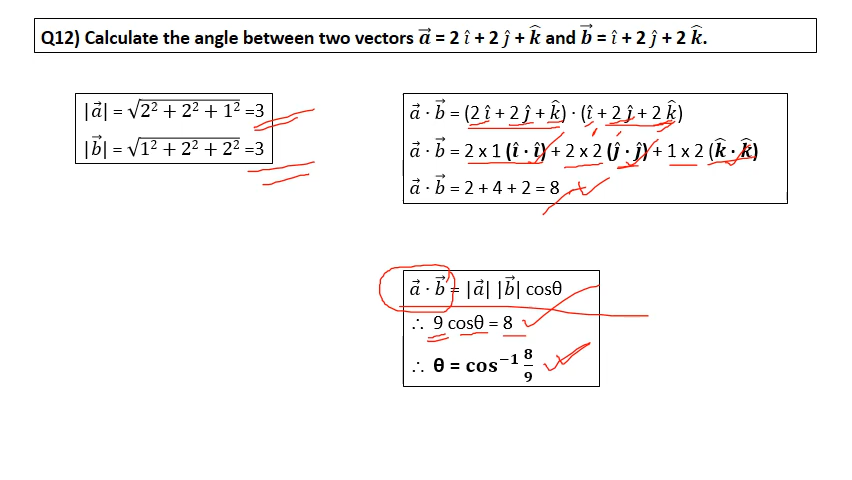 Q12) Calculate the angle between two vectors a⃗ = 2 î + 2 ĵ + k̂ and b⃗ = î + 2 ĵ + 2 k̂.
|a⃗| = √(2² + 2² + 1²) =3
|b⃗| = √(1² + 2² + 2²) =3
a⃗ · b⃗ = (2 î + 2 ĵ + k̂) · (î + 2 ĵ + 2 k̂)
a⃗ · b⃗ = 2 x 1 (î · î) + 2 x 2 (ĵ · ĵ) + 1 x 2 (k̂ · k̂)
a⃗ · b⃗ = 2 + 4 + 2 = 8
a⃗ · b⃗ = |a⃗| |b⃗| cosθ
∴ 9 cosθ = 8
∴ θ = cos⁻¹ 8/9